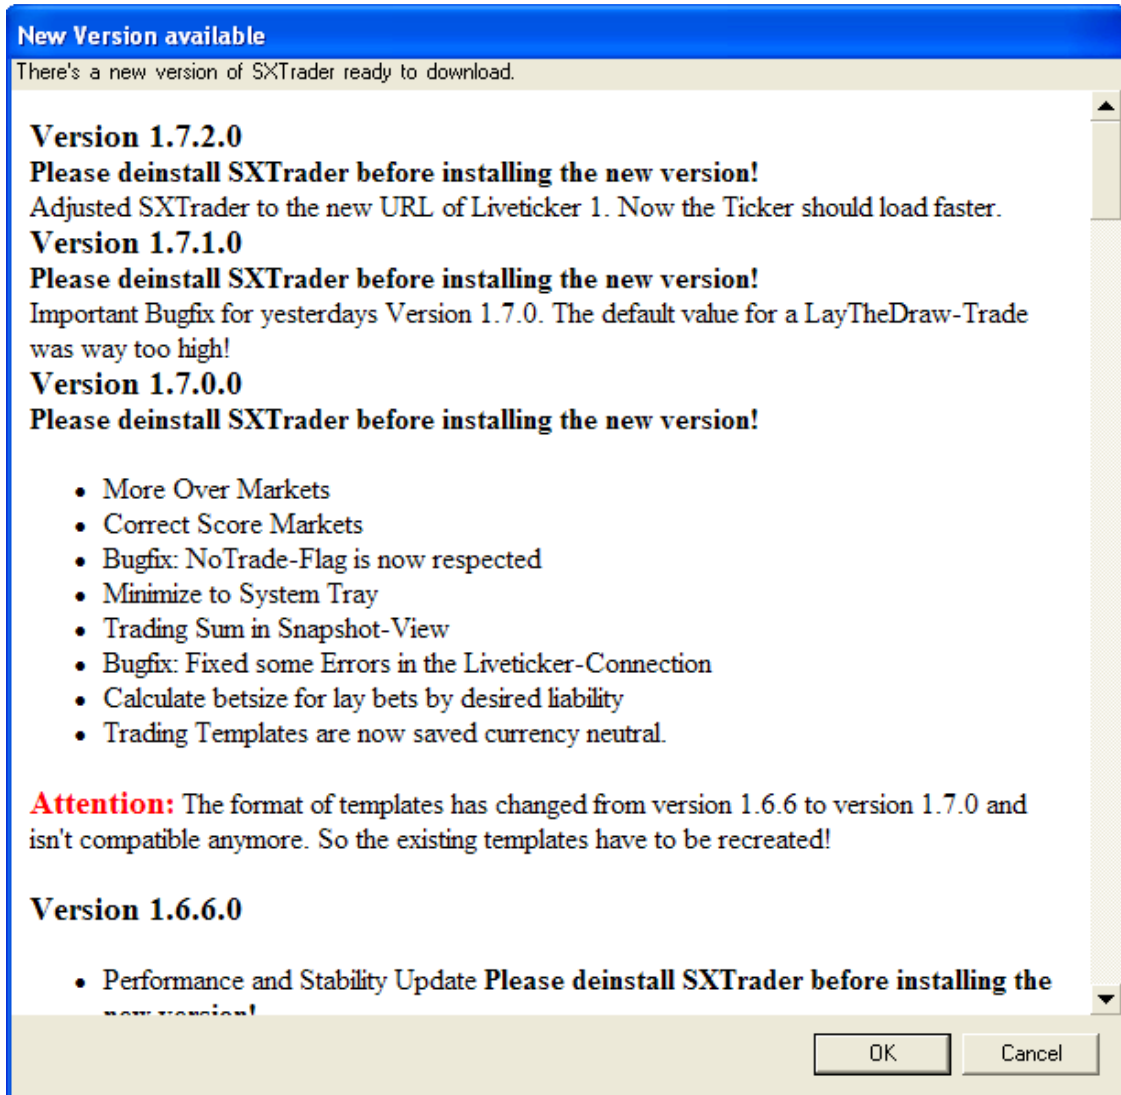 New Version available
There's a new version of SXTrader ready to download.
Version 1.7.2.0
Please deinstall SXTrader before installing the new version!
Adjusted SXTrader to the new URL of Liveticker 1. Now the Ticker should load faster.
Version 1.7.1.0
Please deinstall SXTrader before installing the new version!
Important Bugfix for yesterdays Version 1.7.0. The default value for a LayTheDraw-Trade
was way too high!
Version 1.7.0.0
Please deinstall SXTrader before installing the new version!
• More Over Markets
• Correct Score Markets
• Bugfix: NoTrade-Flag is now respected
• Minimize to System Tray
• Trading Sum in Snapshot-View
• Bugfix: Fixed some Errors in the Liveticker-Connection
• Calculate betsize for lay bets by desired liability
• Trading Templates are now saved currency neutral.
Attention: The format of templates has changed from version 1.6.6 to version 1.7.0 and
isn't compatible anymore. So the existing templates have to be recreated!
Version 1.6.6.0
• Performance and Stability Update Please deinstall SXTrader before installing the
new version!
OK
Cancel